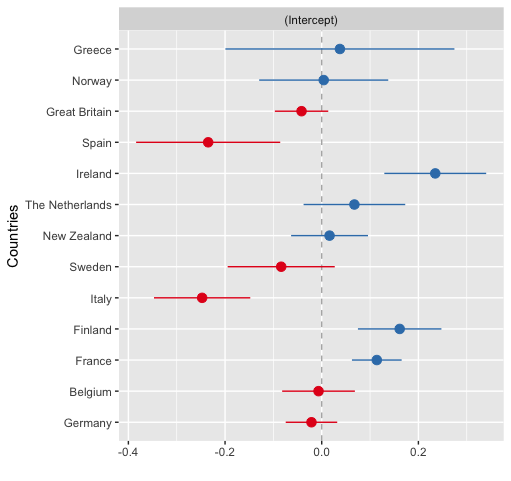 (Intercept)
Greece
Norway
Great Britain
Spain
Ireland
The Netherlands
New Zealand
Sweden
Italy
Finland
France
Belgium
Germany
Countries
-0.4 -0.2 0.0 0.2